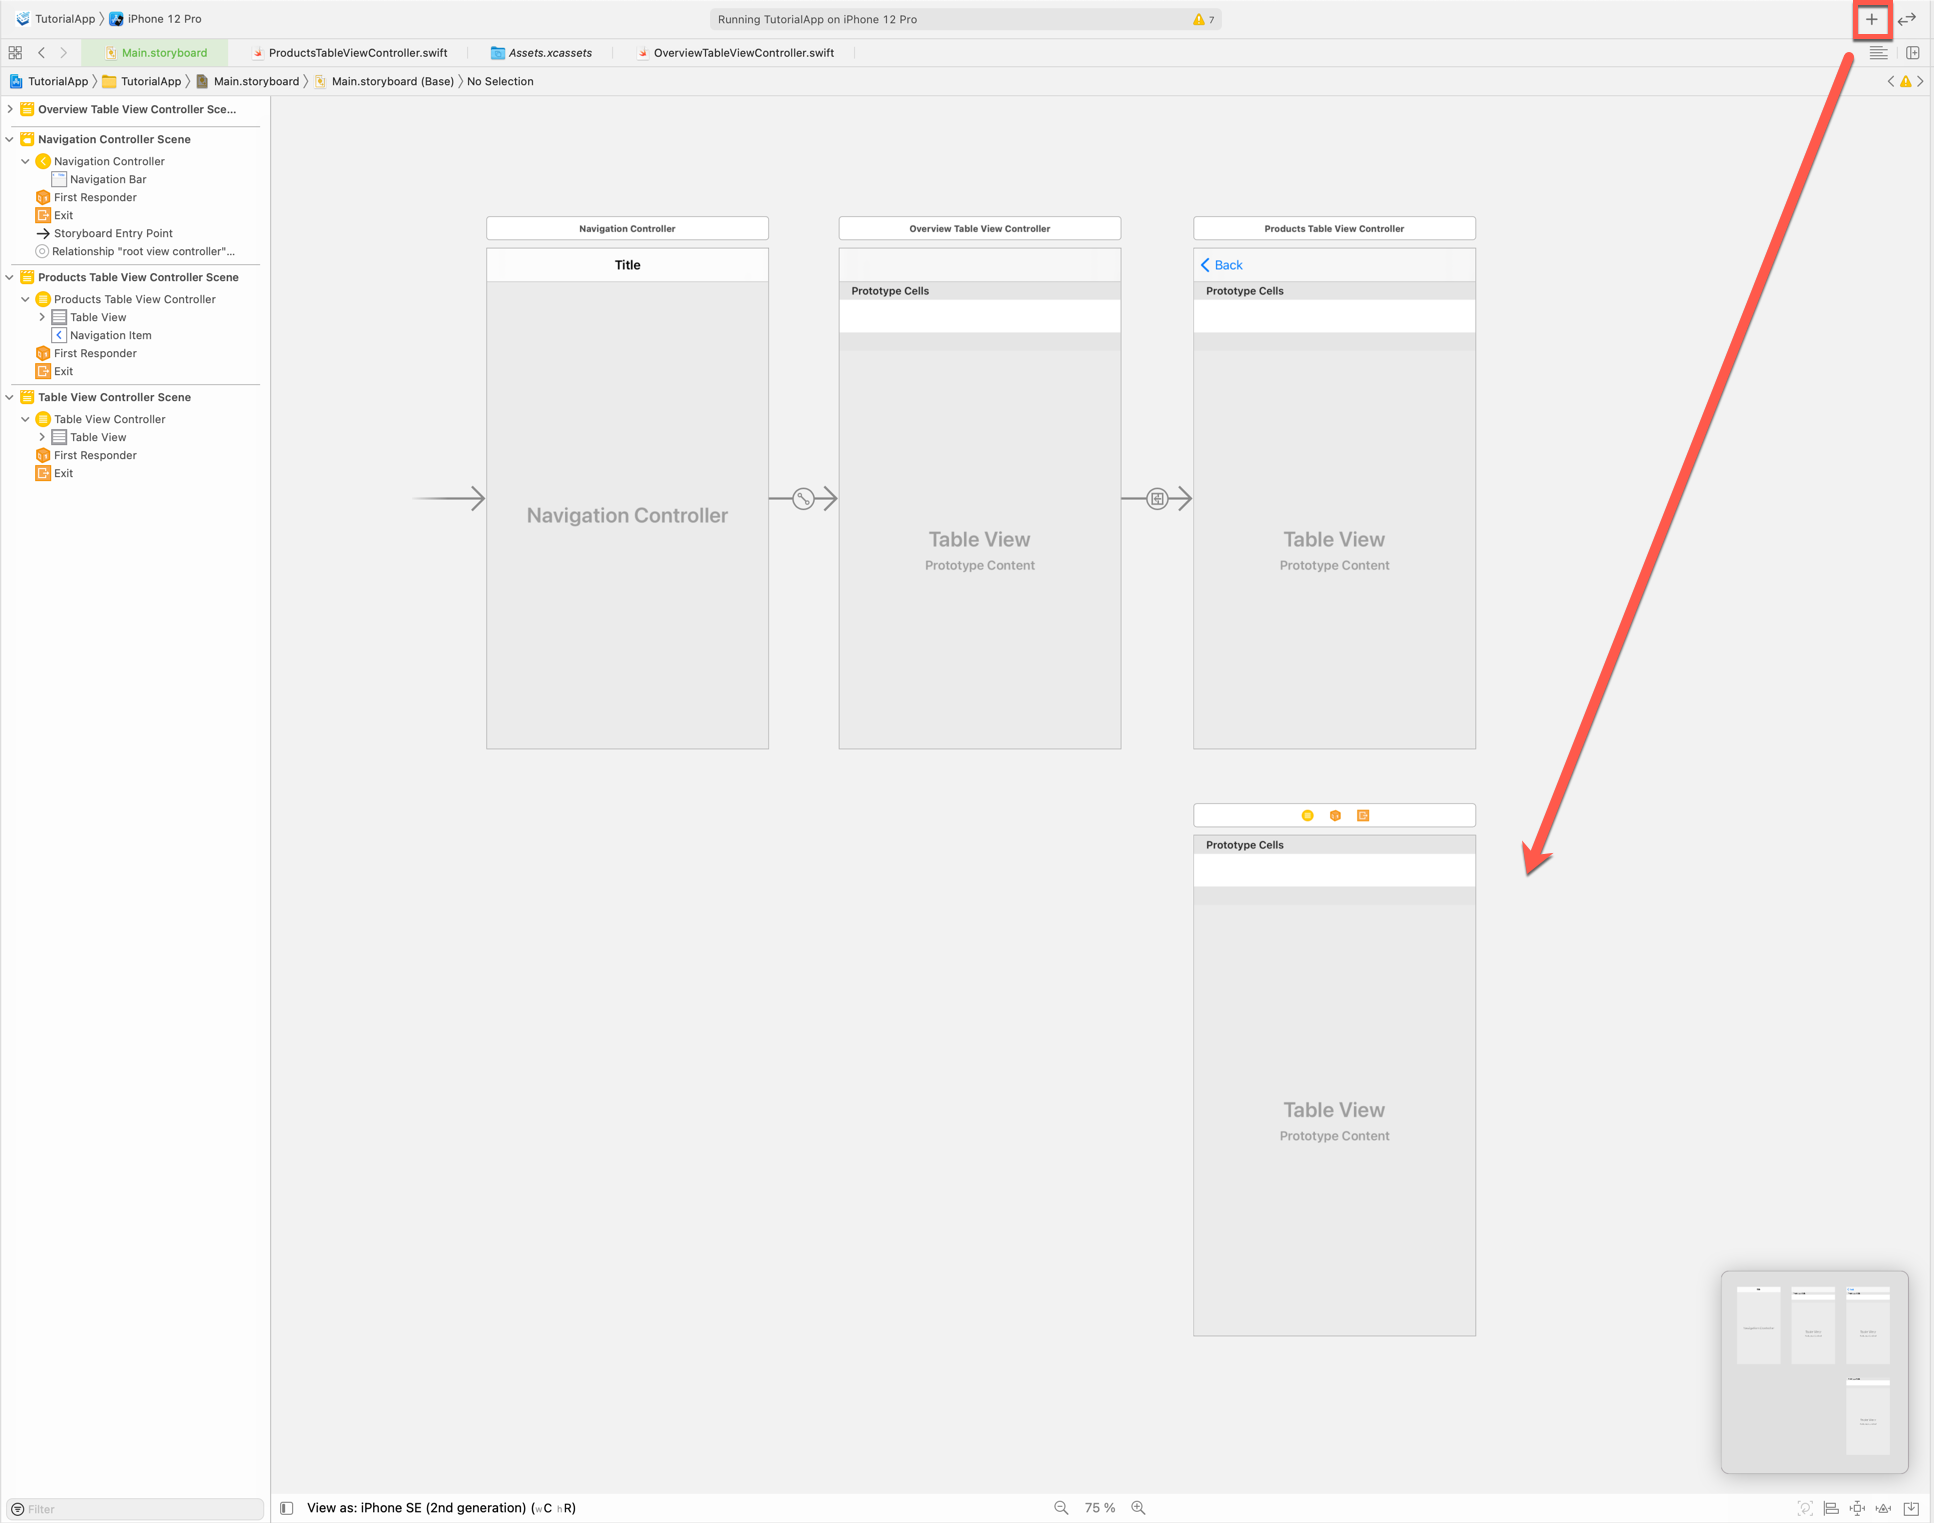 TutorialApp iPhone 12 Pro
Running TutorialApp on iPhone 12 Pro 7
Main.storyboard ProductsTableViewController.swift Assets.xcassets OverviewTableViewController.swift
TutorialApp TutorialApp Main.storyboard Main.storyboard (Base) No Selection
Overview Table View Controller Sce...
Navigation Controller Scene
Navigation Controller
Navigation Bar
First Responder
Exit
Storyboard Entry Point
Relationship "root view controller"...
Products Table View Controller Scene
Products Table View Controller
Table View
Navigation Item
First Responder
Exit
Table View Controller Scene
Table View Controller
Table View
First Responder
Exit
Navigation Controller
Title
Navigation Controller
Overview Table View Controller
Prototype Cells
Table View
Prototype Content
Products Table View Controller
Back
Prototype Cells
Table View
Prototype Content
Prototype Cells
Table View
Prototype Content
Filter
View as: iPhone SE (2nd generation) (wC hR)
75 %